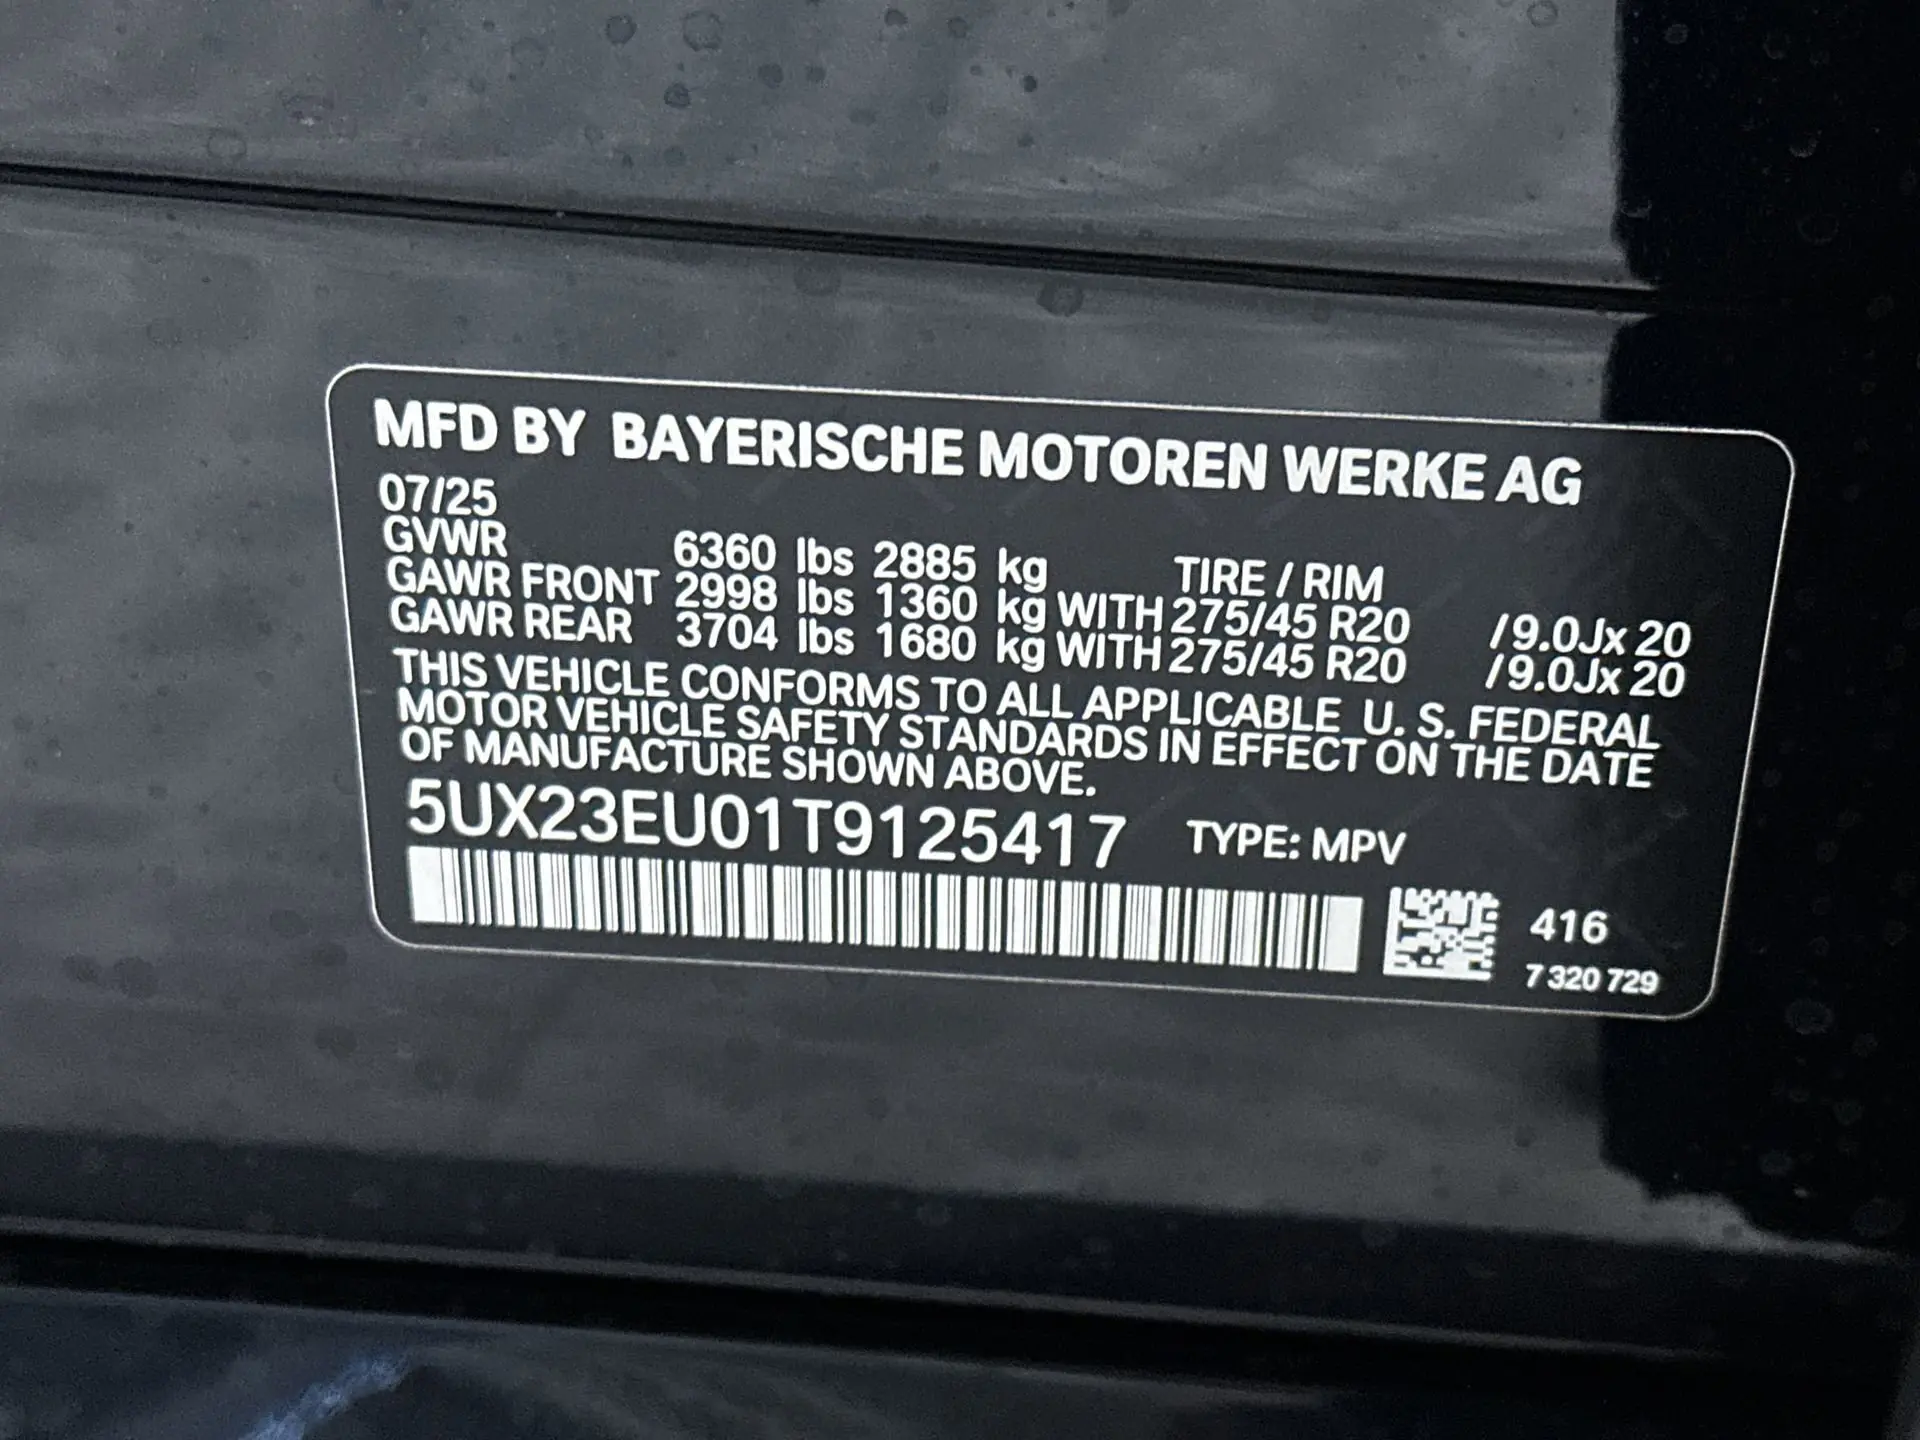 MFD BY BAYERISCHE MOTOREN WERKE AG
07/25
GVWR 6360 lbs 2885 kg TIRE / RIM
GAWR FRONT 2998 lbs 1360 kg WITH 275/45 R20 /9.0Jx 20
GAWR REAR 3704 lbs 1680 kg WITH 275/45 R20 /9.0Jx 20
THIS VEHICLE CONFORMS TO ALL APPLICABLE U. S. FEDERAL
MOTOR VEHICLE SAFETY STANDARDS IN EFFECT ON THE DATE
OF MANUFACTURE SHOWN ABOVE.
5UX23EU01T9125417 TYPE: MPV
416
7 320 729